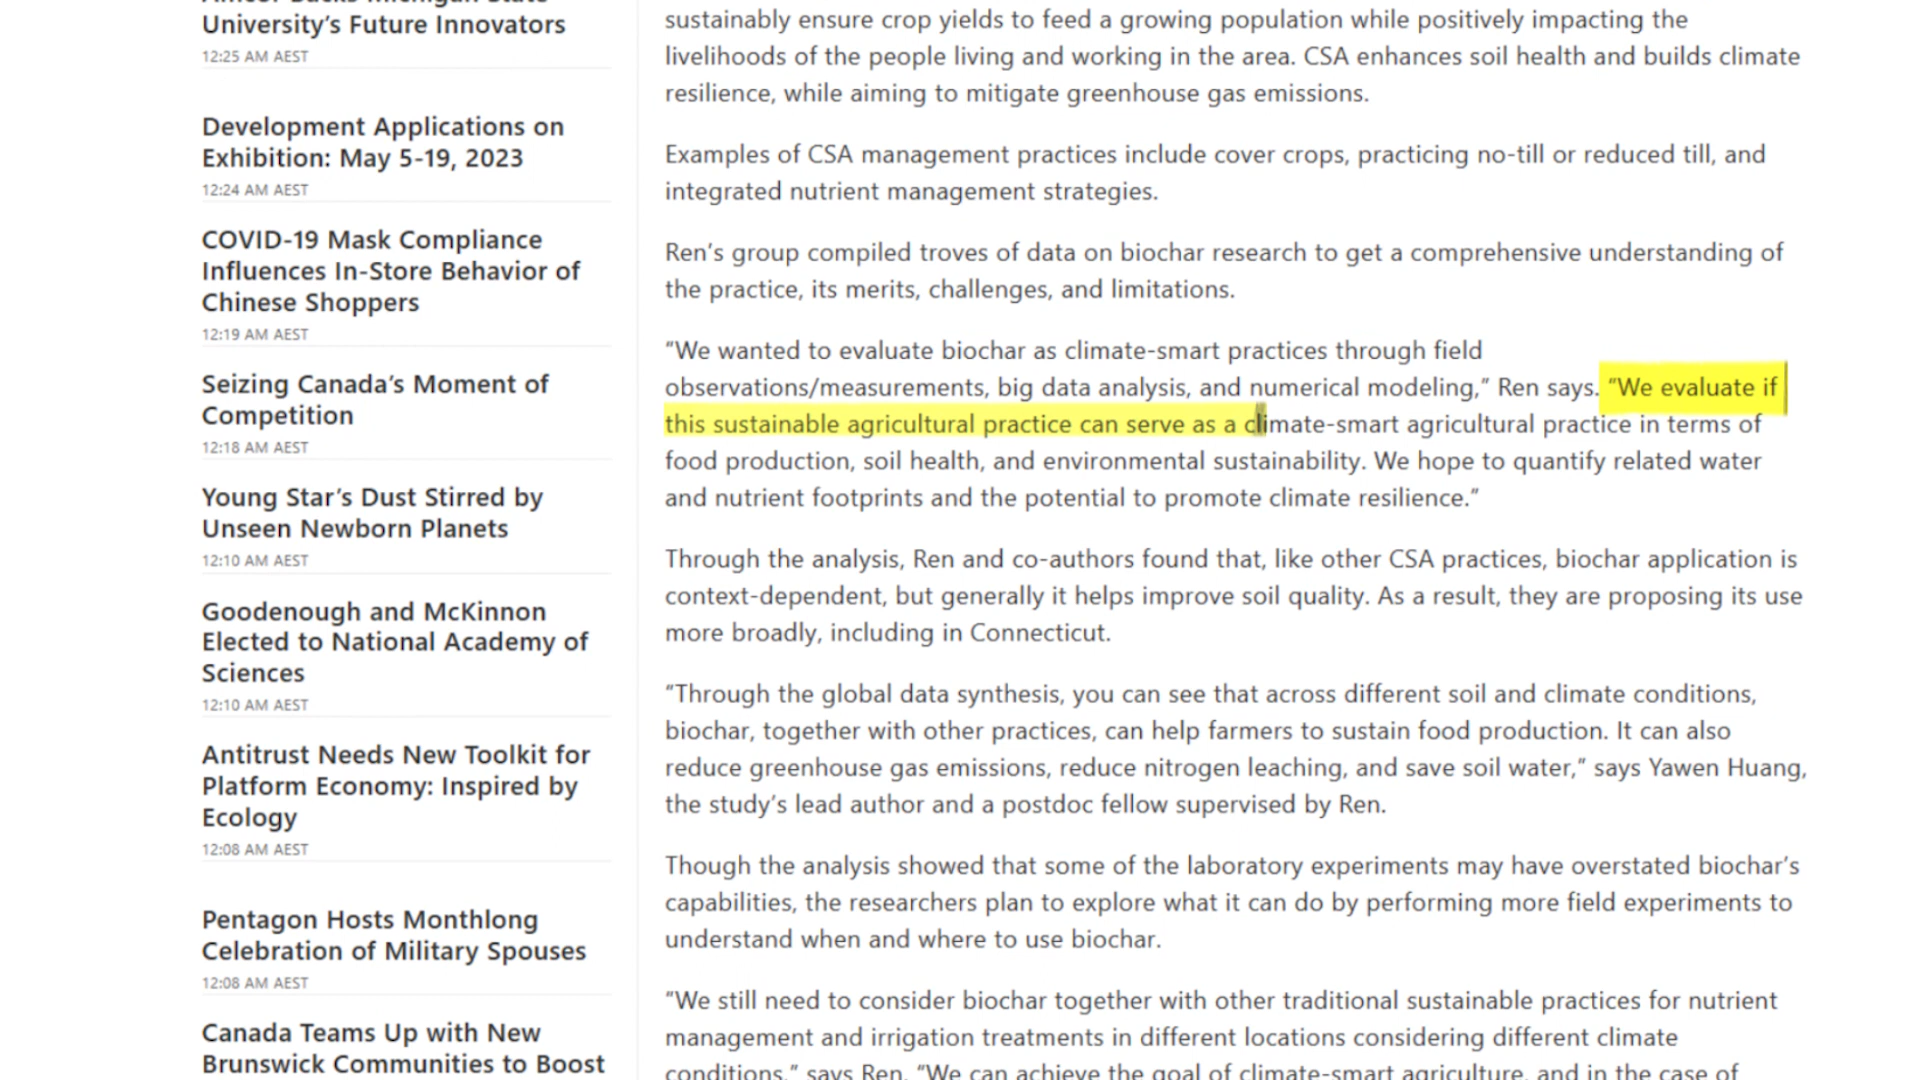 University’s Future Innovators
12:25 AM AEST
Development Applications on
Exhibition: May 5-19, 2023
12:24 AM AEST
COVID-19 Mask Compliance
Influences In-Store Behavior of
Chinese Shoppers
12:19 AM AEST
Seizing Canada’s Moment of
Competition
12:18 AM AEST
Young Star’s Dust Stirred by
Unseen Newborn Planets
12:10 AM AEST
Goodenough and McKinnon
Elected to National Academy of
Sciences
12:10 AM AEST
Antitrust Needs New Toolkit for
Platform Economy: Inspired by
Ecology
12:08 AM AEST
Pentagon Hosts Monthlong
Celebration of Military Spouses
12:08 AM AEST
Canada Teams Up with New
Brunswick Communities to Boost
sustainably ensure crop yields to feed a growing population while positively impacting the
livelihoods of the people living and working in the area. CSA enhances soil health and builds climate
resilience, while aiming to mitigate greenhouse gas emissions.
Examples of CSA management practices include cover crops, practicing no-till or reduced till, and
integrated nutrient management strategies.
Ren’s group compiled troves of data on biochar research to get a comprehensive understanding of
the practice, its merits, challenges, and limitations.
“We wanted to evaluate biochar as climate-smart practices through field
observations/measurements, big data analysis, and numerical modeling,” Ren says. “We evaluate if
this sustainable agricultural practice can serve as a climate-smart agricultural practice in terms of
food production, soil health, and environmental sustainability. We hope to quantify related water
and nutrient footprints and the potential to promote climate resilience.”
Through the analysis, Ren and co-authors found that, like other CSA practices, biochar application is
context-dependent, but generally it helps improve soil quality. As a result, they are proposing its use
more broadly, including in Connecticut.
“Through the global data synthesis, you can see that across different soil and climate conditions,
biochar, together with other practices, can help farmers to sustain food production. It can also
reduce greenhouse gas emissions, reduce nitrogen leaching, and save soil water,” says Yawen Huang,
the study’s lead author and a postdoc fellow supervised by Ren.
Though the analysis showed that some of the laboratory experiments may have overstated biochar’s
capabilities, the researchers plan to explore what it can do by performing more field experiments to
understand when and where to use biochar.
“We still need to consider biochar together with other traditional sustainable practices for nutrient
management and irrigation treatments in different locations considering different climate
conditions,” says Ren. “We can achieve the goal of climate-smart agriculture, and in the case of